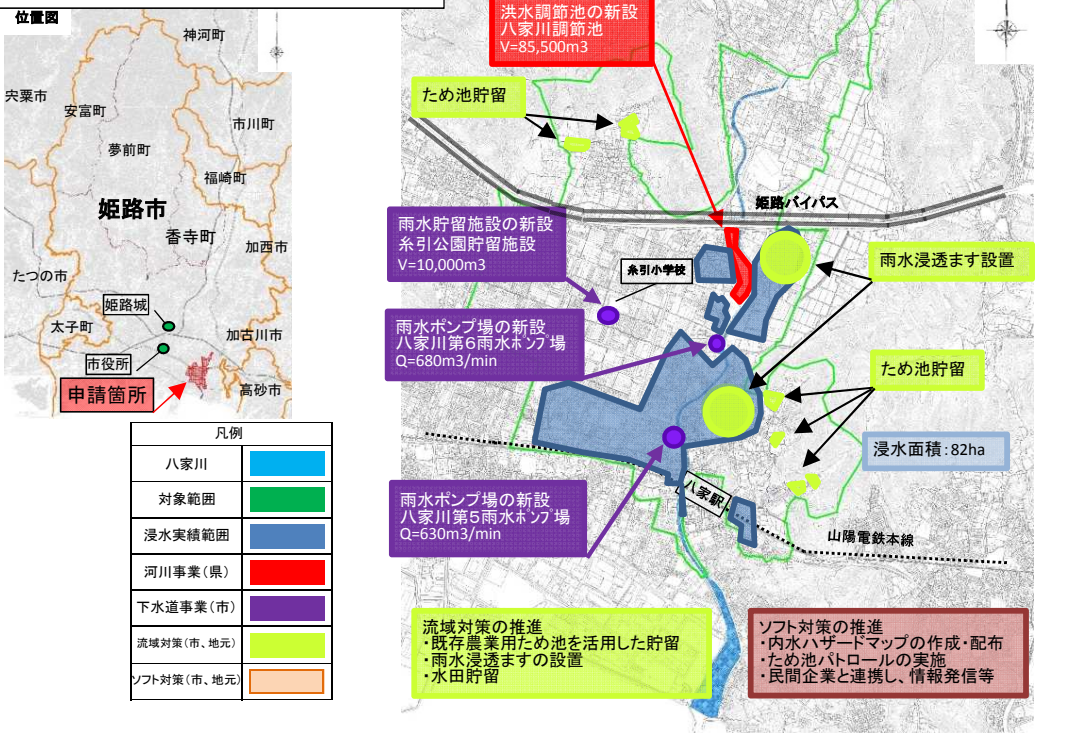 位置図
神河町
宍粟市
安富町
市川町
夢前町
福崎町
姫路市
香寺町
加西市
たつの市
姫路城
太子町
加古川市
市役所
申請箇所
高砂市
凡例
八家川
対象範囲
浸水実績範囲
河川事業(県)
下水道事業(市)
流域対策(市、地元)
ソフト対策(市、地元)
洪水調節池の新設
八家川調節池
V=85,500m3
ため池貯留
姫路バイパス
雨水貯留施設の新設
糸引公園貯留施設
V=10,000m3
糸引小学校
雨水浸透ます設置
雨水ポンプ場の新設
八家川第6雨水ﾎﾟﾝﾌﾟ場
Q=680m3/min
ため池貯留
浸水面積:82ha
雨水ポンプ場の新設
八家川第5雨水ﾎﾟﾝﾌﾟ場
Q=630m3/min
八家駅
山陽電鉄本線
流域対策の推進
・既存農業用ため池を活用した貯留
・雨水浸透ますの設置
・水田貯留
ソフト対策の推進
・内水ハザードマップの作成・配布
・ため池パトロールの実施
・民間企業と連携し、情報発信等